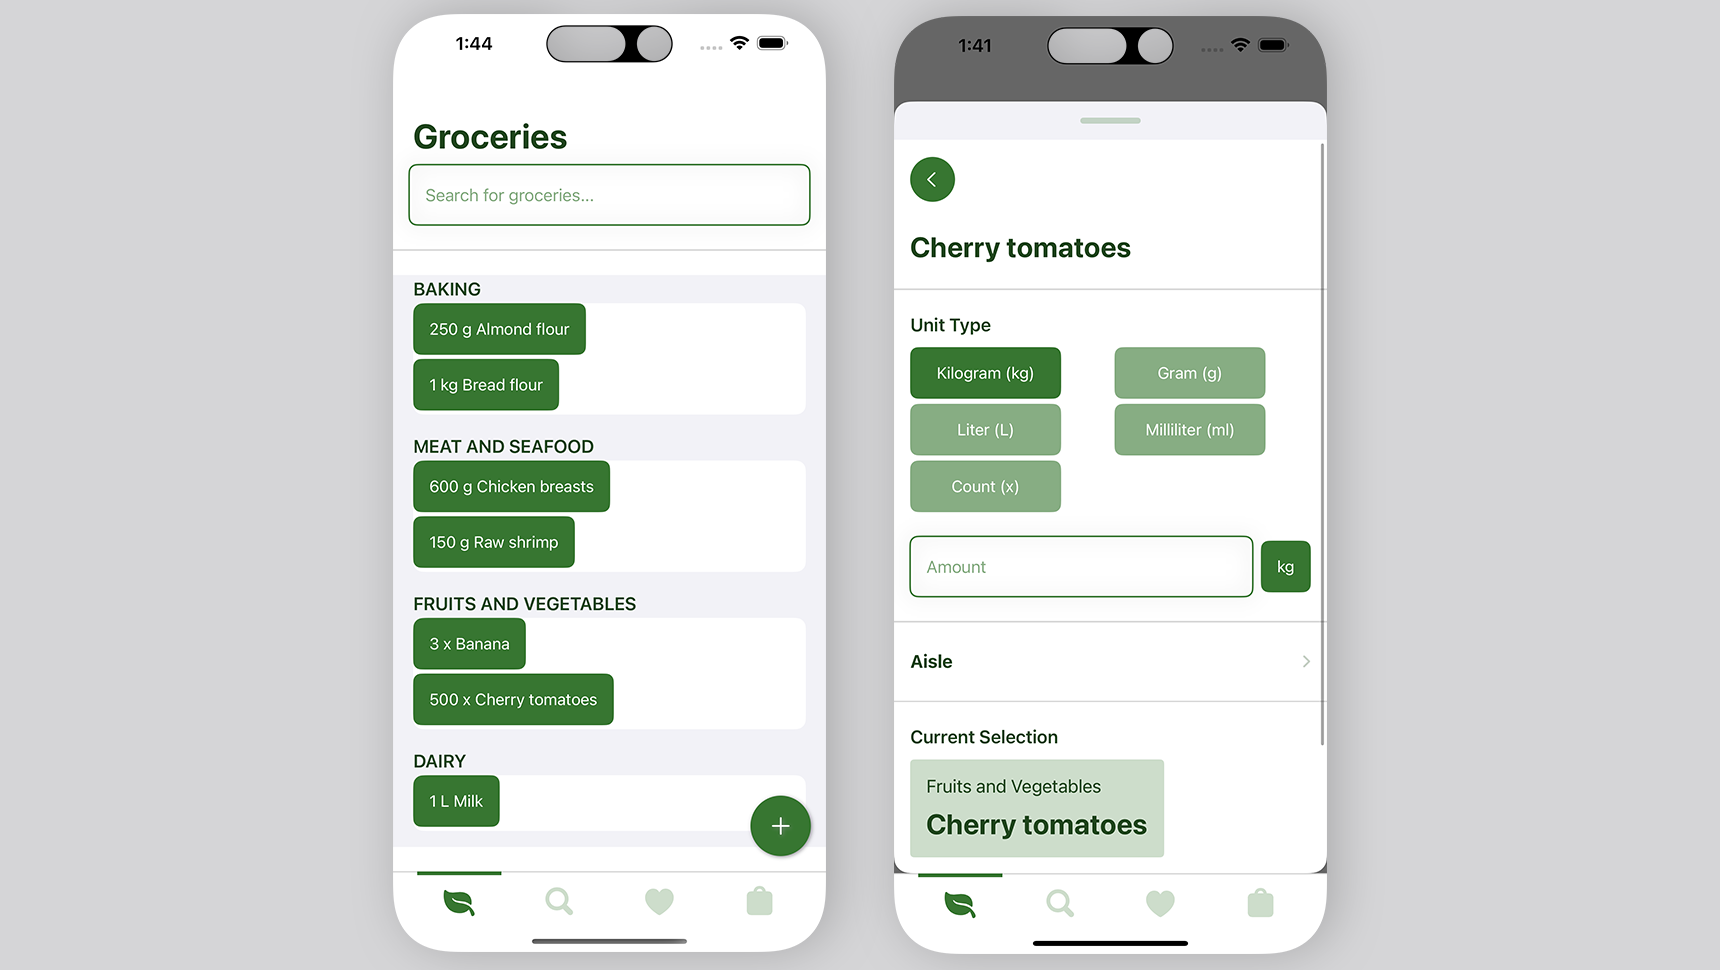 1:44
Groceries
Search for groceries...
BAKING
250 g Almond flour
1 kg Bread flour
MEAT AND SEAFOOD
600 g Chicken breasts
150 g Raw shrimp
FRUITS AND VEGETABLES
3 x Banana
500 x Cherry tomatoes
DAIRY
1 L Milk
1:41
Cherry tomatoes
Unit Type
Kilogram (kg)
Gram (g)
Liter (L)
Milliliter (ml)
Count (x)
Amount
kg
Aisle
Current Selection
Fruits and Vegetables
Cherry tomatoes